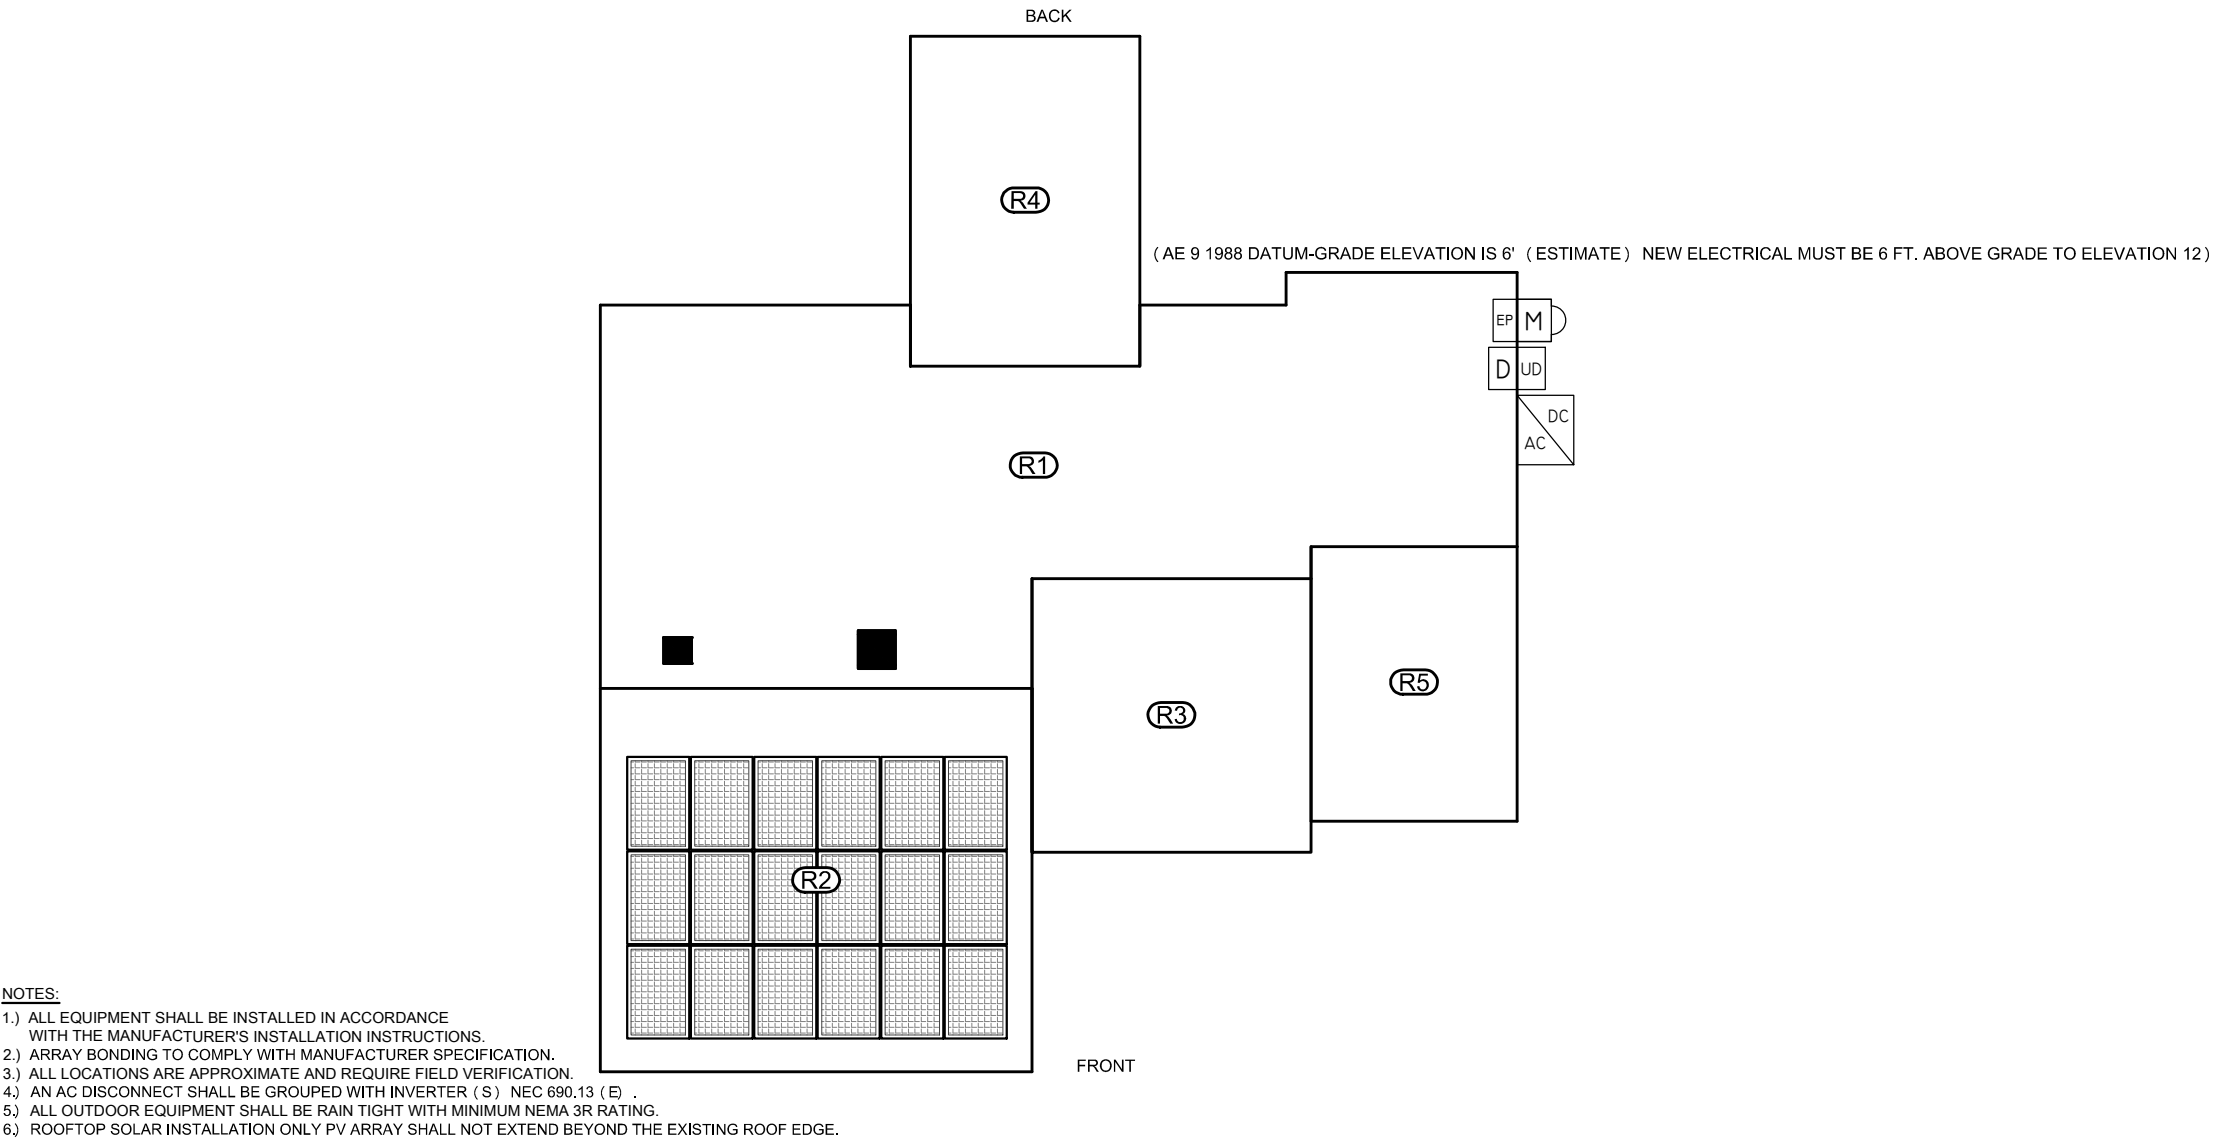 BACK
R4
(AE 9 1988 DATUM-GRADE ELEVATION IS 6' (ESTIMATE) NEW ELECTRICAL MUST BE 6 FT. ABOVE GRADE TO ELEVATION 12)
EP M
D UD
DC
AC
R1
R5
R3
R2
FRONT
NOTES:
1.) ALL EQUIPMENT SHALL BE INSTALLED IN ACCORDANCE
WITH THE MANUFACTURER'S INSTALLATION INSTRUCTIONS.
2.) ARRAY BONDING TO COMPLY WITH MANUFACTURER SPECIFICATION.
3.) ALL LOCATIONS ARE APPROXIMATE AND REQUIRE FIELD VERIFICATION.
4.) AN AC DISCONNECT SHALL BE GROUPED WITH INVERTER (S) NEC 690.13 (E) .
5.) ALL OUTDOOR EQUIPMENT SHALL BE RAIN TIGHT WITH MINIMUM NEMA 3R RATING.
6.) ROOFTOP SOLAR INSTALLATION ONLY PV ARRAY SHALL NOT EXTEND BEYOND THE EXISTING ROOF EDGE.